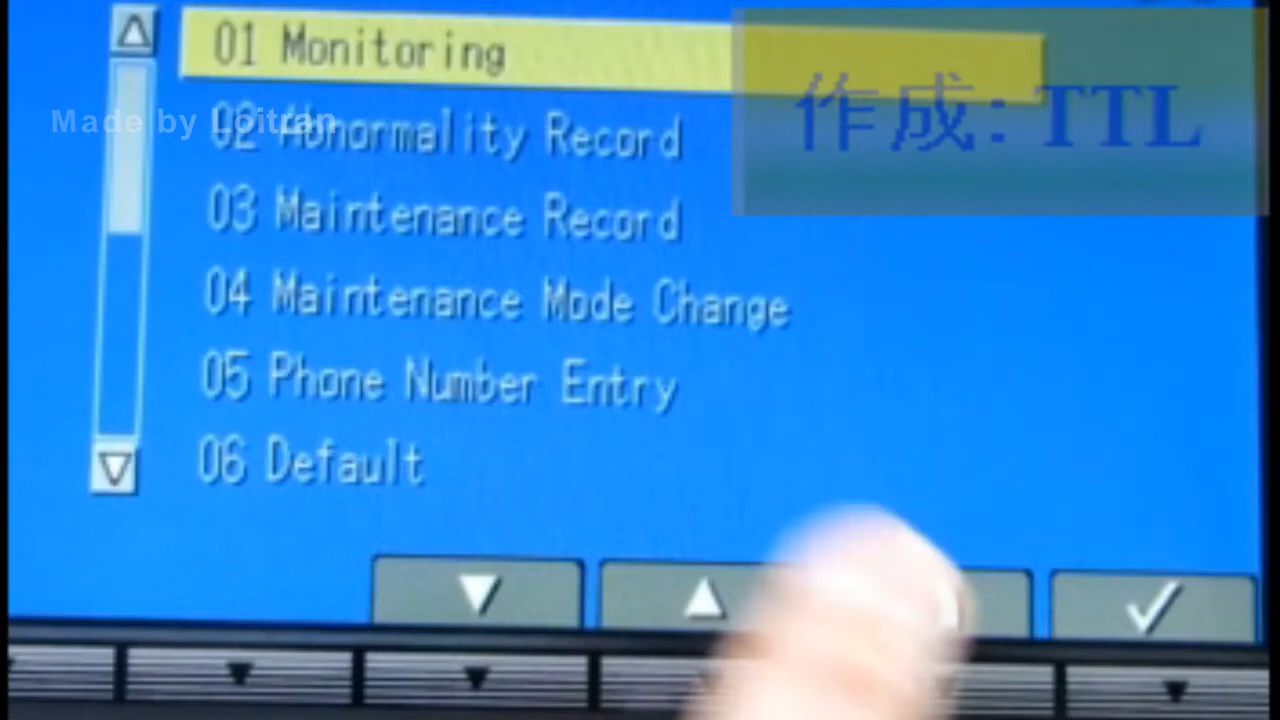 01 Monitoring
作成: TTL
Made by Loitran
02 Abnormality Record
03 Maintenance Record
04 Maintenance Mode Change
05 Phone Number Entry
06 Default